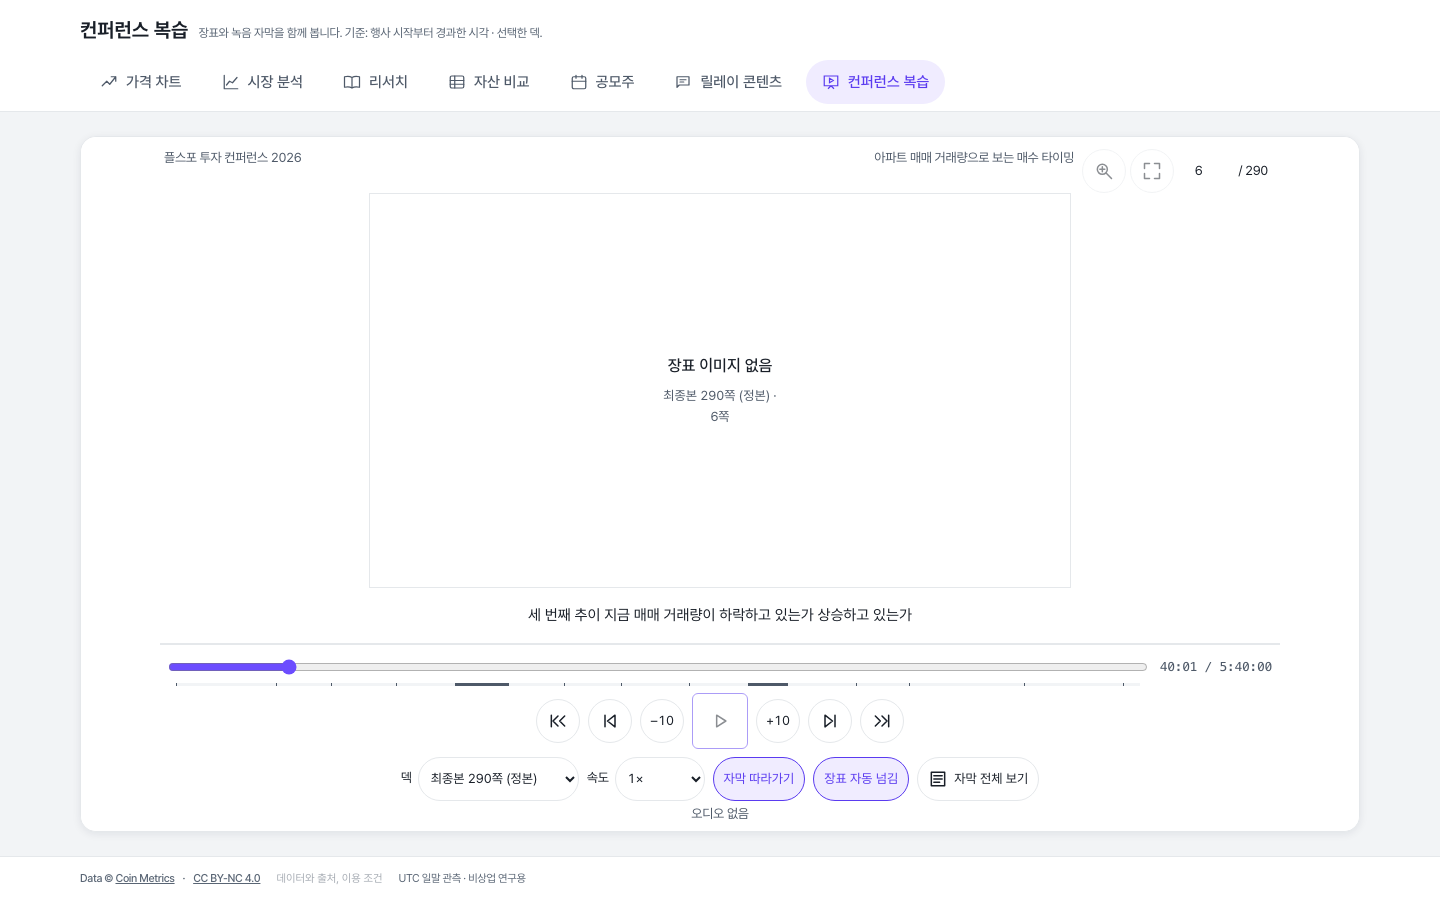 컨퍼런스 복습 장표와 녹음 자막을 함께 봅니다. 기준: 행사 시작부터 경과한 시각 · 선택한 덱.
가격 차트 시장 분석 리서치 자산 비교 공모주 릴레이 콘텐츠 컨퍼런스 복습
플스포 투자 컨퍼런스 2026 아파트 매매 거래량으로 보는 매수 타이밍 6 / 290
장표 이미지 없음
최종본 290쪽 (정본) ·
6쪽
세 번째 추이 지금 매매 거래량이 하락하고 있는가 상승하고 있는가
40:01 / 5:40:00
−10 +10
덱 최종본 290쪽 (정본) 속도 1× 자막 따라가기 장표 자동 넘김 자막 전체 보기
오디오 없음
Data © Coin Metrics · CC BY-NC 4.0 데이터와 출처, 이용 조건 UTC 일말 관측 · 비상업 연구용